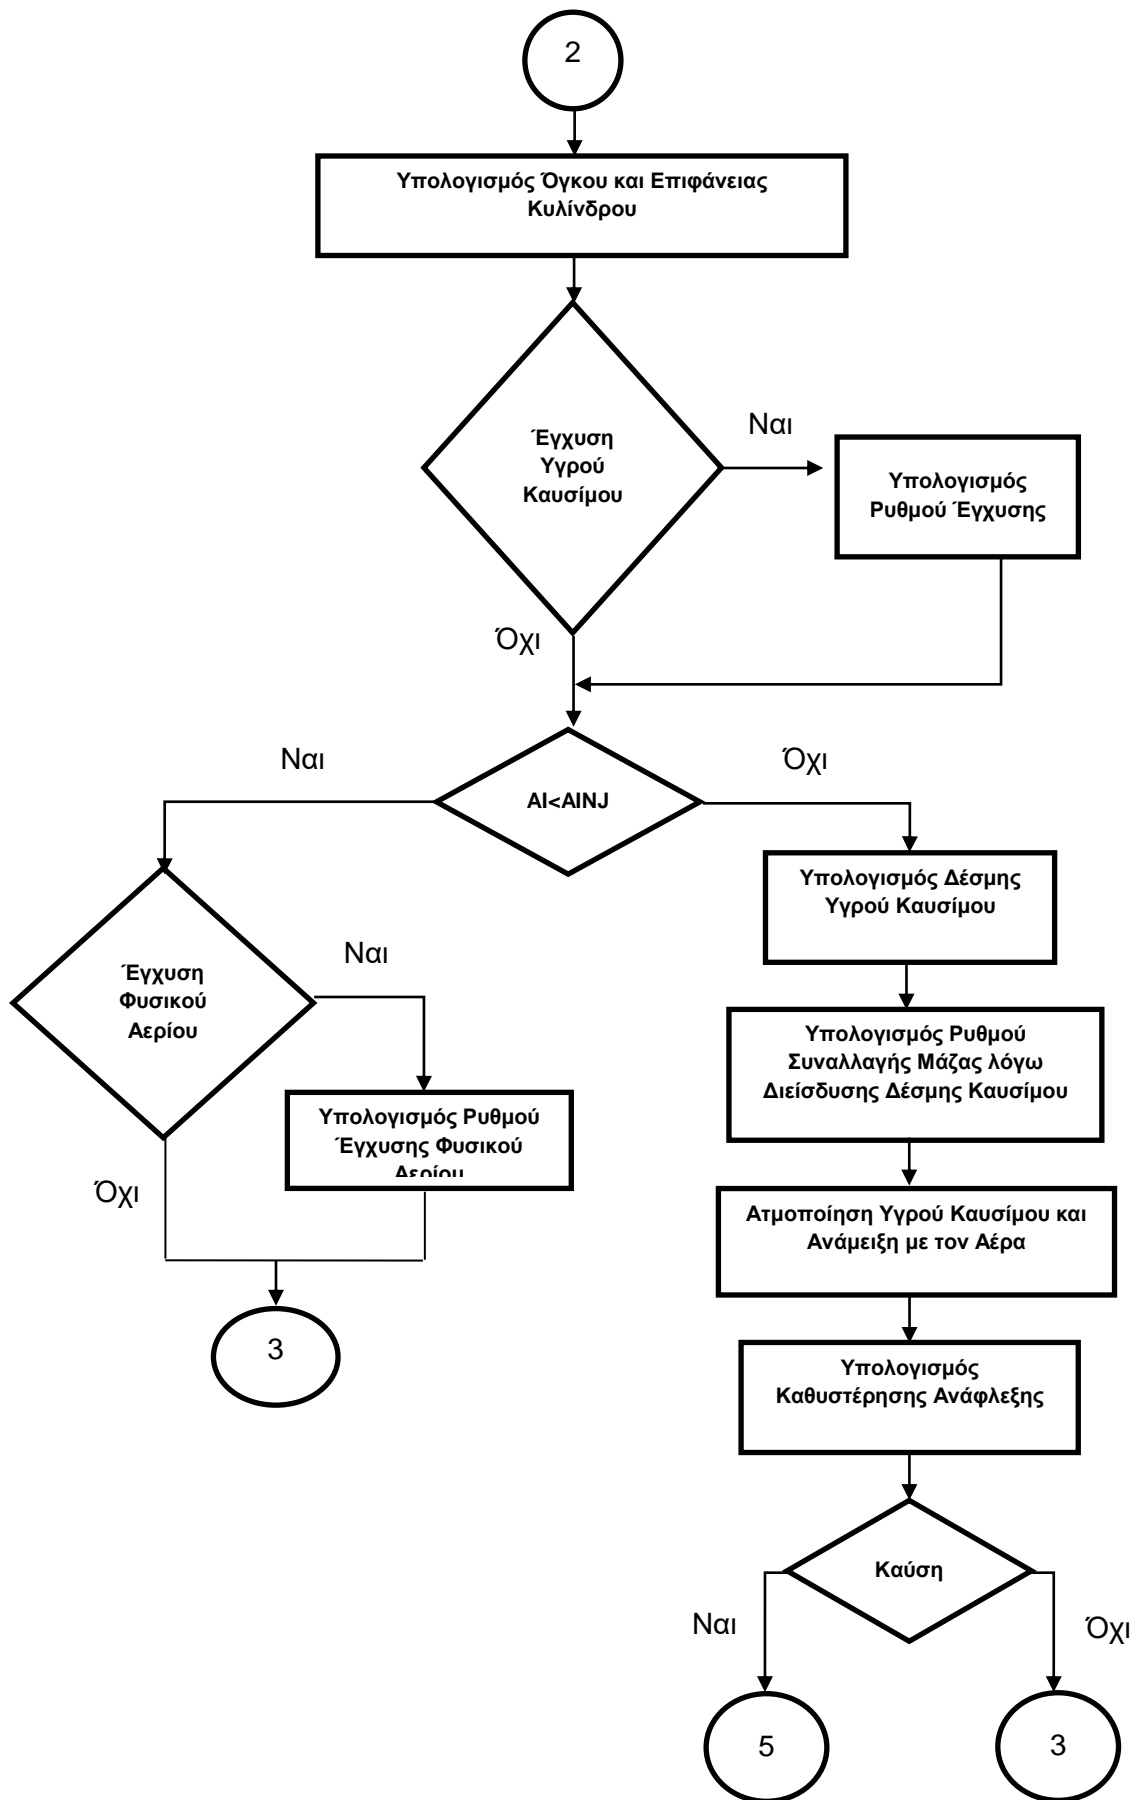 2
Υπολογισμός Όγκου και Επιφάνειας
Κυλίνδρου
Έγχυση
Υγρού
Καυσίμου
Ναι
Υπολογισμός
Ρυθμού Έγχυσης
Όχι
AI<AINJ
Ναι
Όχι
Έγχυση
Φυσικού
Αερίου
Ναι
Υπολογισμός Ρυθμού
Έγχυσης Φυσικού
Αερίου
Όχι
3
Υπολογισμός Δέσμης
Υγρού Καυσίμου
Υπολογισμός Ρυθμού
Συναλλαγής Μάζας λόγω
Διείσδυσης Δέσμης Καυσίμου
Ατμοποίηση Υγρού Καυσίμου και
Ανάμειξη με τον Αέρα
Υπολογισμός
Καθυστέρησης Ανάφλεξης
Καύση
Ναι
Όχι
5
3